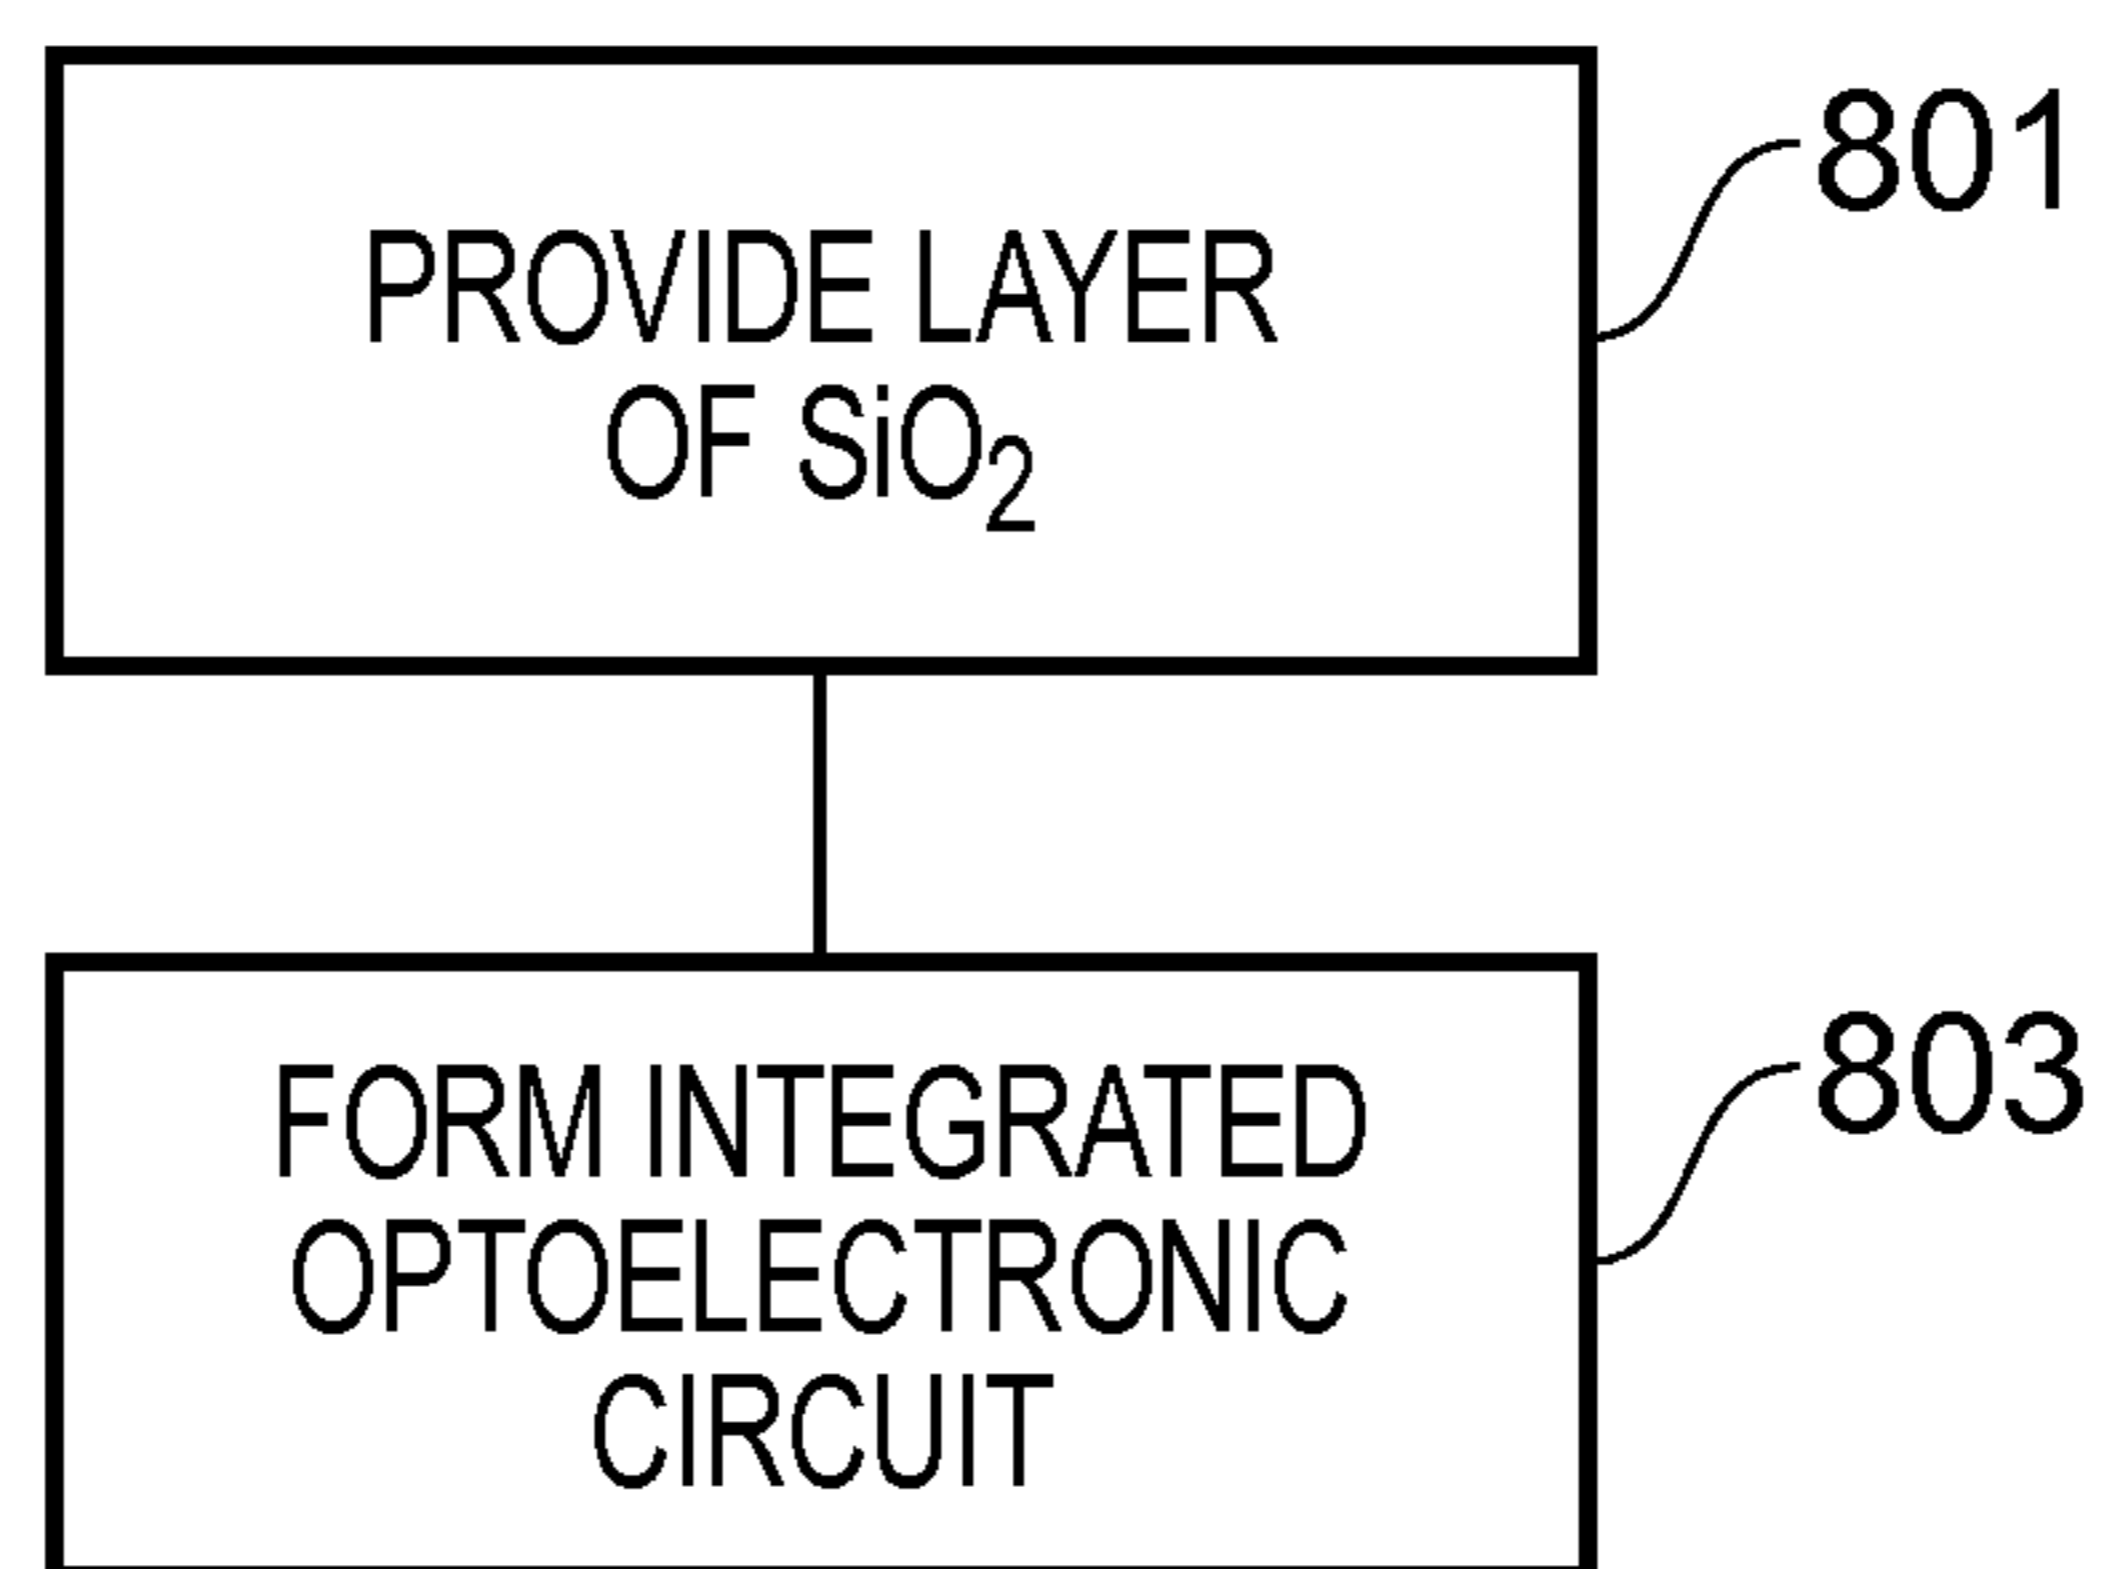 PROVIDE LAYER
OF SiO₂
801
FORM INTEGRATED
OPTOELECTRONIC
CIRCUIT
803